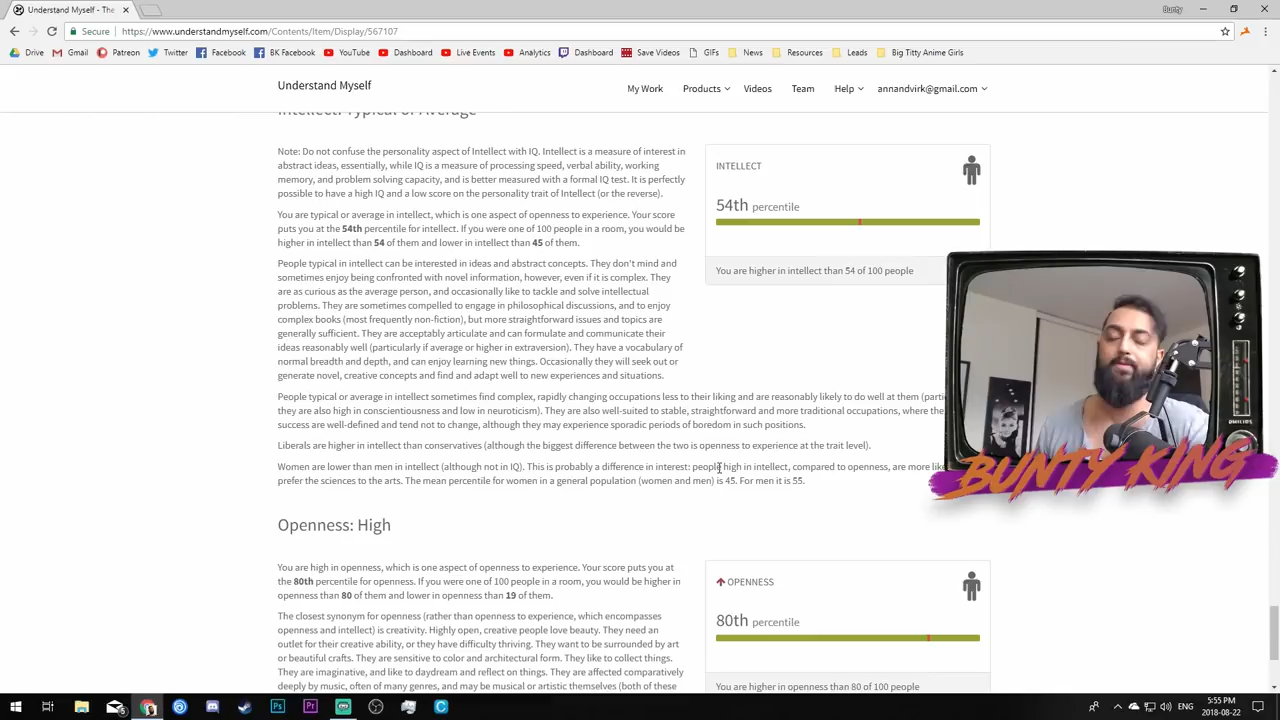 Understand Myself - The
Bunty
Secure
https://www.understandmyself.com/Contents/Item/Display/567107
Drive Gmail Patreon Twitter Facebook BK Facebook YouTube Dashboard Live Events Analytics Dashboard Save Videos GIFs News Resources Leads Big Titty Anime Girls
Understand Myself
My Work Products Videos Team Help annandvirk@gmail.com
Intellect: Typical or Average
Note: Do not confuse the personality aspect of Intellect with IQ. Intellect is a measure of interest in
abstract ideas, essentially, while IQ is a measure of processing speed, verbal ability, working
memory, and problem solving capacity, and is better measured with a formal IQ test. It is perfectly
possible to have a high IQ and a low score on the personality trait of Intellect (or the reverse).
You are typical or average in intellect, which is one aspect of openness to experience. Your score
puts you at the 54th percentile for intellect. If you were one of 100 people in a room, you would be
higher in intellect than 54 of them and lower in intellect than 45 of them.
People typical in intellect can be interested in ideas and abstract concepts. They don't mind and
sometimes enjoy being confronted with novel information, however, even if it is complex. They
are as curious as the average person, and occasionally like to tackle and solve intellectual
problems. They are sometimes compelled to engage in philosophical discussions, and to enjoy
complex books (most frequently non-fiction), but more straightforward issues and topics are
generally sufficient. They are acceptably articulate and can formulate and communicate their
ideas reasonably well (particularly if average or higher in extraversion). They have a vocabulary of
normal breadth and depth, and can enjoy learning new things. Occasionally they will seek out or
generate novel, creative concepts and find and adapt well to new experiences and situations.
INTELLECT
54th percentile
You are higher in intellect than 54 of 100 people
People typical or average in intellect sometimes find complex, rapidly changing occupations less to their liking and are reasonably likely to do well at them
they are also high in conscientiousness and low in neuroticism). They are also well-suited to stable, straightforward and more traditional occupations, where the
success are well-defined and tend not to change, although they may experience sporadic periods of boredom in such positions.
Liberals are higher in intellect than conservatives (although the biggest difference between the two is openness to experience at the trait level).
Women are lower than men in intellect (although not in IQ). This is probably a difference in interest: people high in intellect, compared to openness, are more
prefer the sciences to the arts. The mean percentile for women in a general population (women and men) is 45. For men it is 55.
PHILIPS
BUNTY KING
Openness: High
You are high in openness, which is one aspect of openness to experience. Your score puts you at
the 80th percentile for openness. If you were one of 100 people in a room, you would be higher in
openness than 80 of them and lower in openness than 19 of them.
The closest synonym for openness (rather than openness to experience, which encompasses
openness and intellect) is creativity. Highly open, creative people love beauty. They need an
outlet for their creative ability, or they have difficulty thriving. They want to be surrounded by art
or beautiful crafts. They are sensitive to color and architectural form. They like to collect things.
They are imaginative, and like to daydream and reflect on things. They are affected comparatively
deeply by music, often of many genres, and may be musical or artistic themselves (both of these
OPENNESS
80th percentile
You are higher in openness than 80 of 100 people
ENG
5:55 PM
2018-08-22